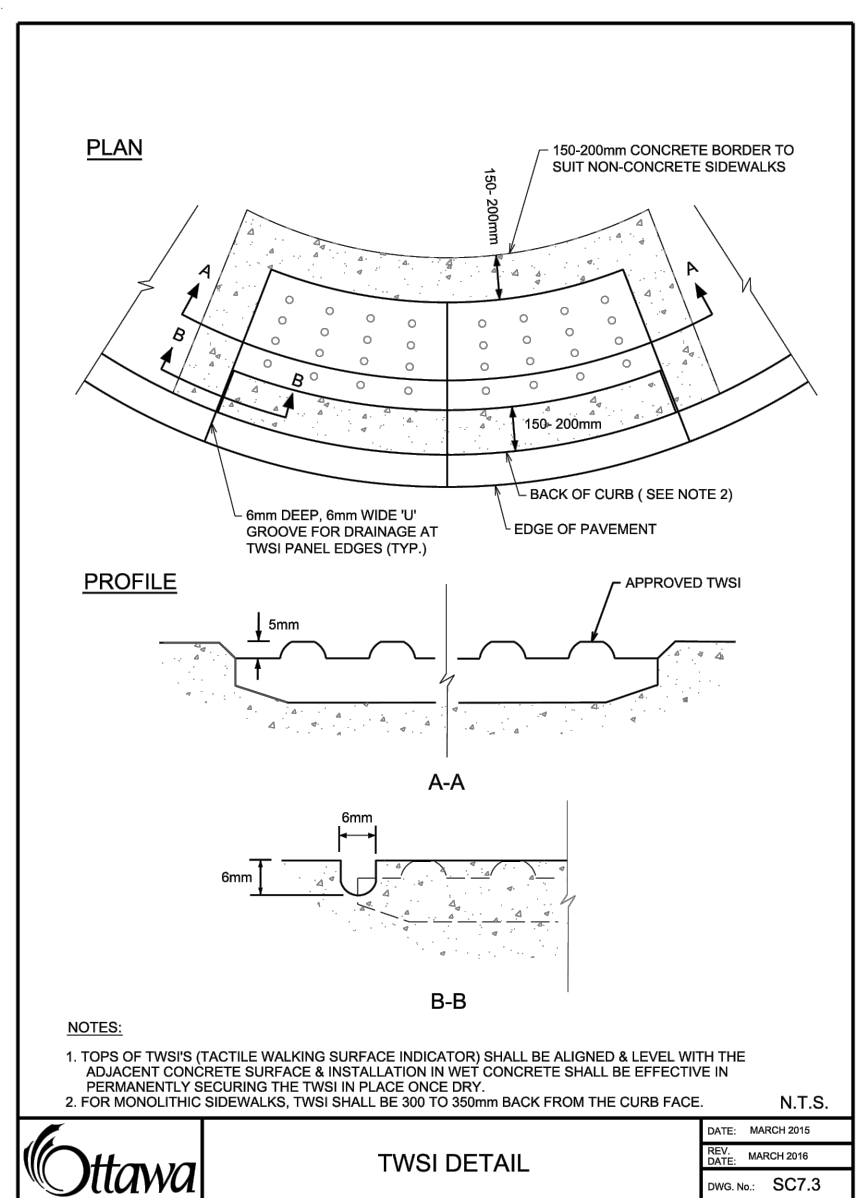 PLAN
150-200mm CONCRETE BORDER TO
SUIT NON-CONCRETE SIDEWALKS
150- 200mm
A
A
B
B
150- 200mm
BACK OF CURB ( SEE NOTE 2)
6mm DEEP, 6mm WIDE 'U'
GROOVE FOR DRAINAGE AT
TWSI PANEL EDGES (TYP.)
EDGE OF PAVEMENT
PROFILE
APPROVED TWSI
5mm
A-A
6mm
6mm
B-B
NOTES:
1. TOPS OF TWSI'S (TACTILE WALKING SURFACE INDICATOR) SHALL BE ALIGNED & LEVEL WITH THE
ADJACENT CONCRETE SURFACE & INSTALLATION IN WET CONCRETE SHALL BE EFFECTIVE IN
PERMANENTLY SECURING THE TWSI IN PLACE ONCE DRY.
2. FOR MONOLITHIC SIDEWALKS, TWSI SHALL BE 300 TO 350mm BACK FROM THE CURB FACE.
N.T.S.
Ottawa
TWSI DETAIL
DATE: MARCH 2015
REV. DATE: MARCH 2016
DWG. No.: SC7.3